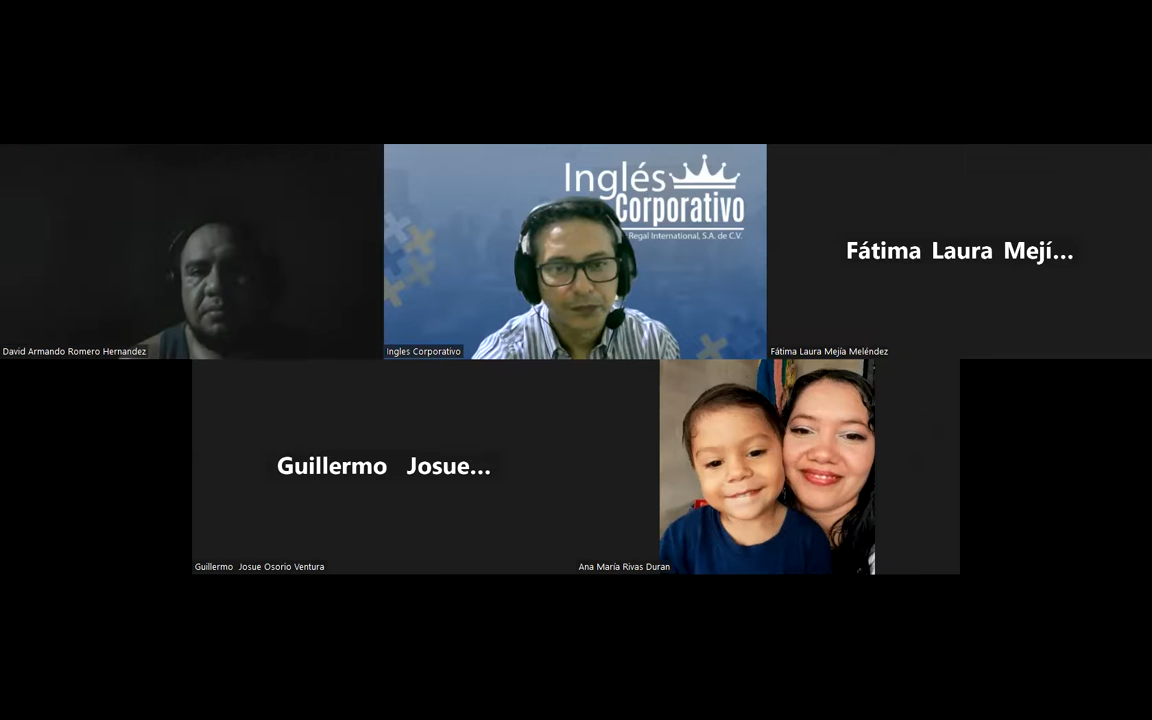 Inglés
Corporativo
Regal International, S.A. de C.V.
Fátima Laura Mejí...
David Armando Romero Hernandez
Ingles Corporativo
Fátima Laura Mejía Meléndez
Guillermo Josue...
Guillermo Josue Osorio Ventura
Ana María Rivas Duran